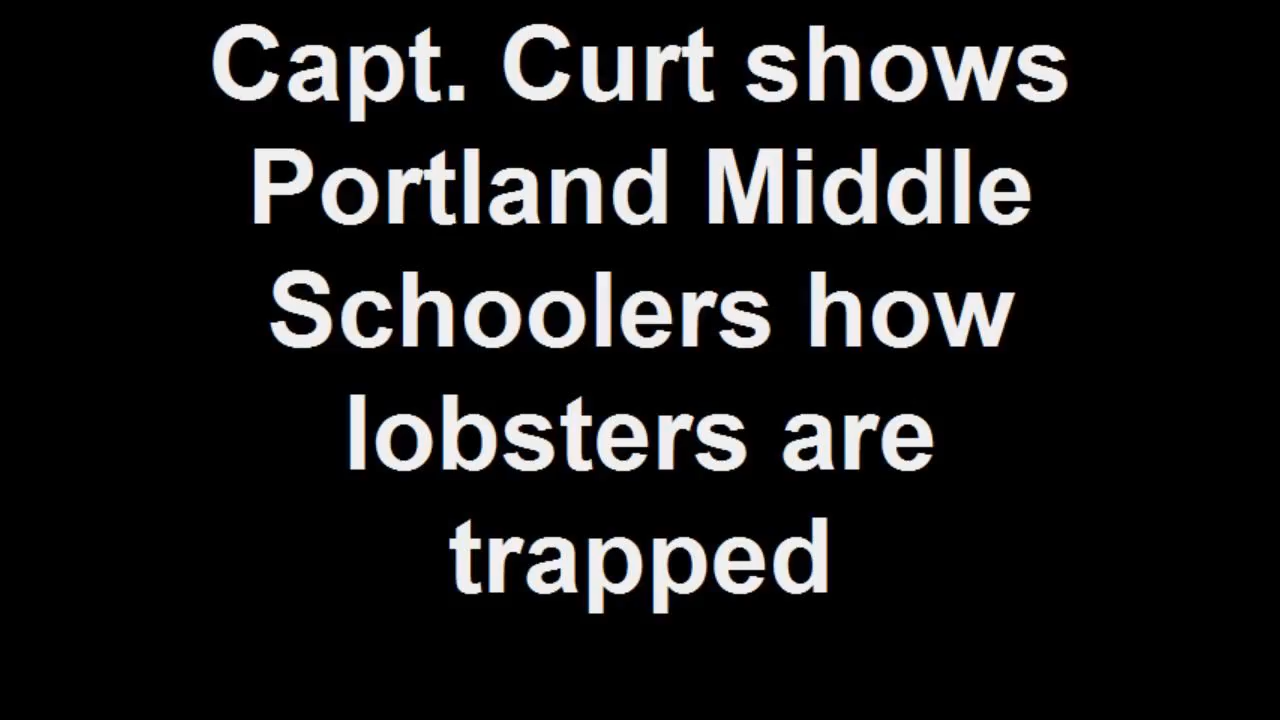 Capt. Curt shows
Portland Middle
Schoolers how
lobsters are
trapped